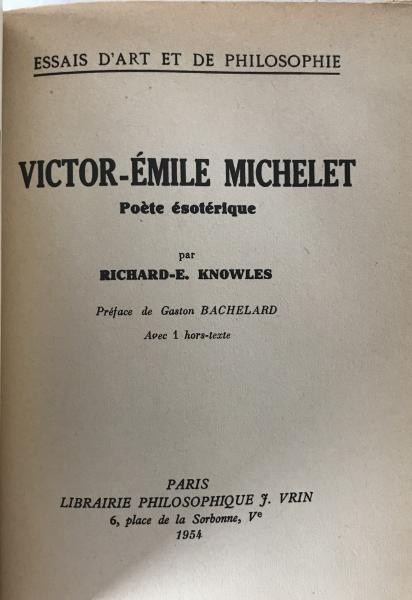 ESSAIS D'ART ET DE PHILOSOPHIE
VICTOR-ÉMILE MICHELET
Poète ésotérique
par
RICHARD-E. KNOWLES
Préface de Gaston BACHELARD
Avec 1 hors-texte
PARIS
LIBRAIRIE PHILOSOPHIQUE J. VRIN
6, place de la Sorbonne, Ve
1954